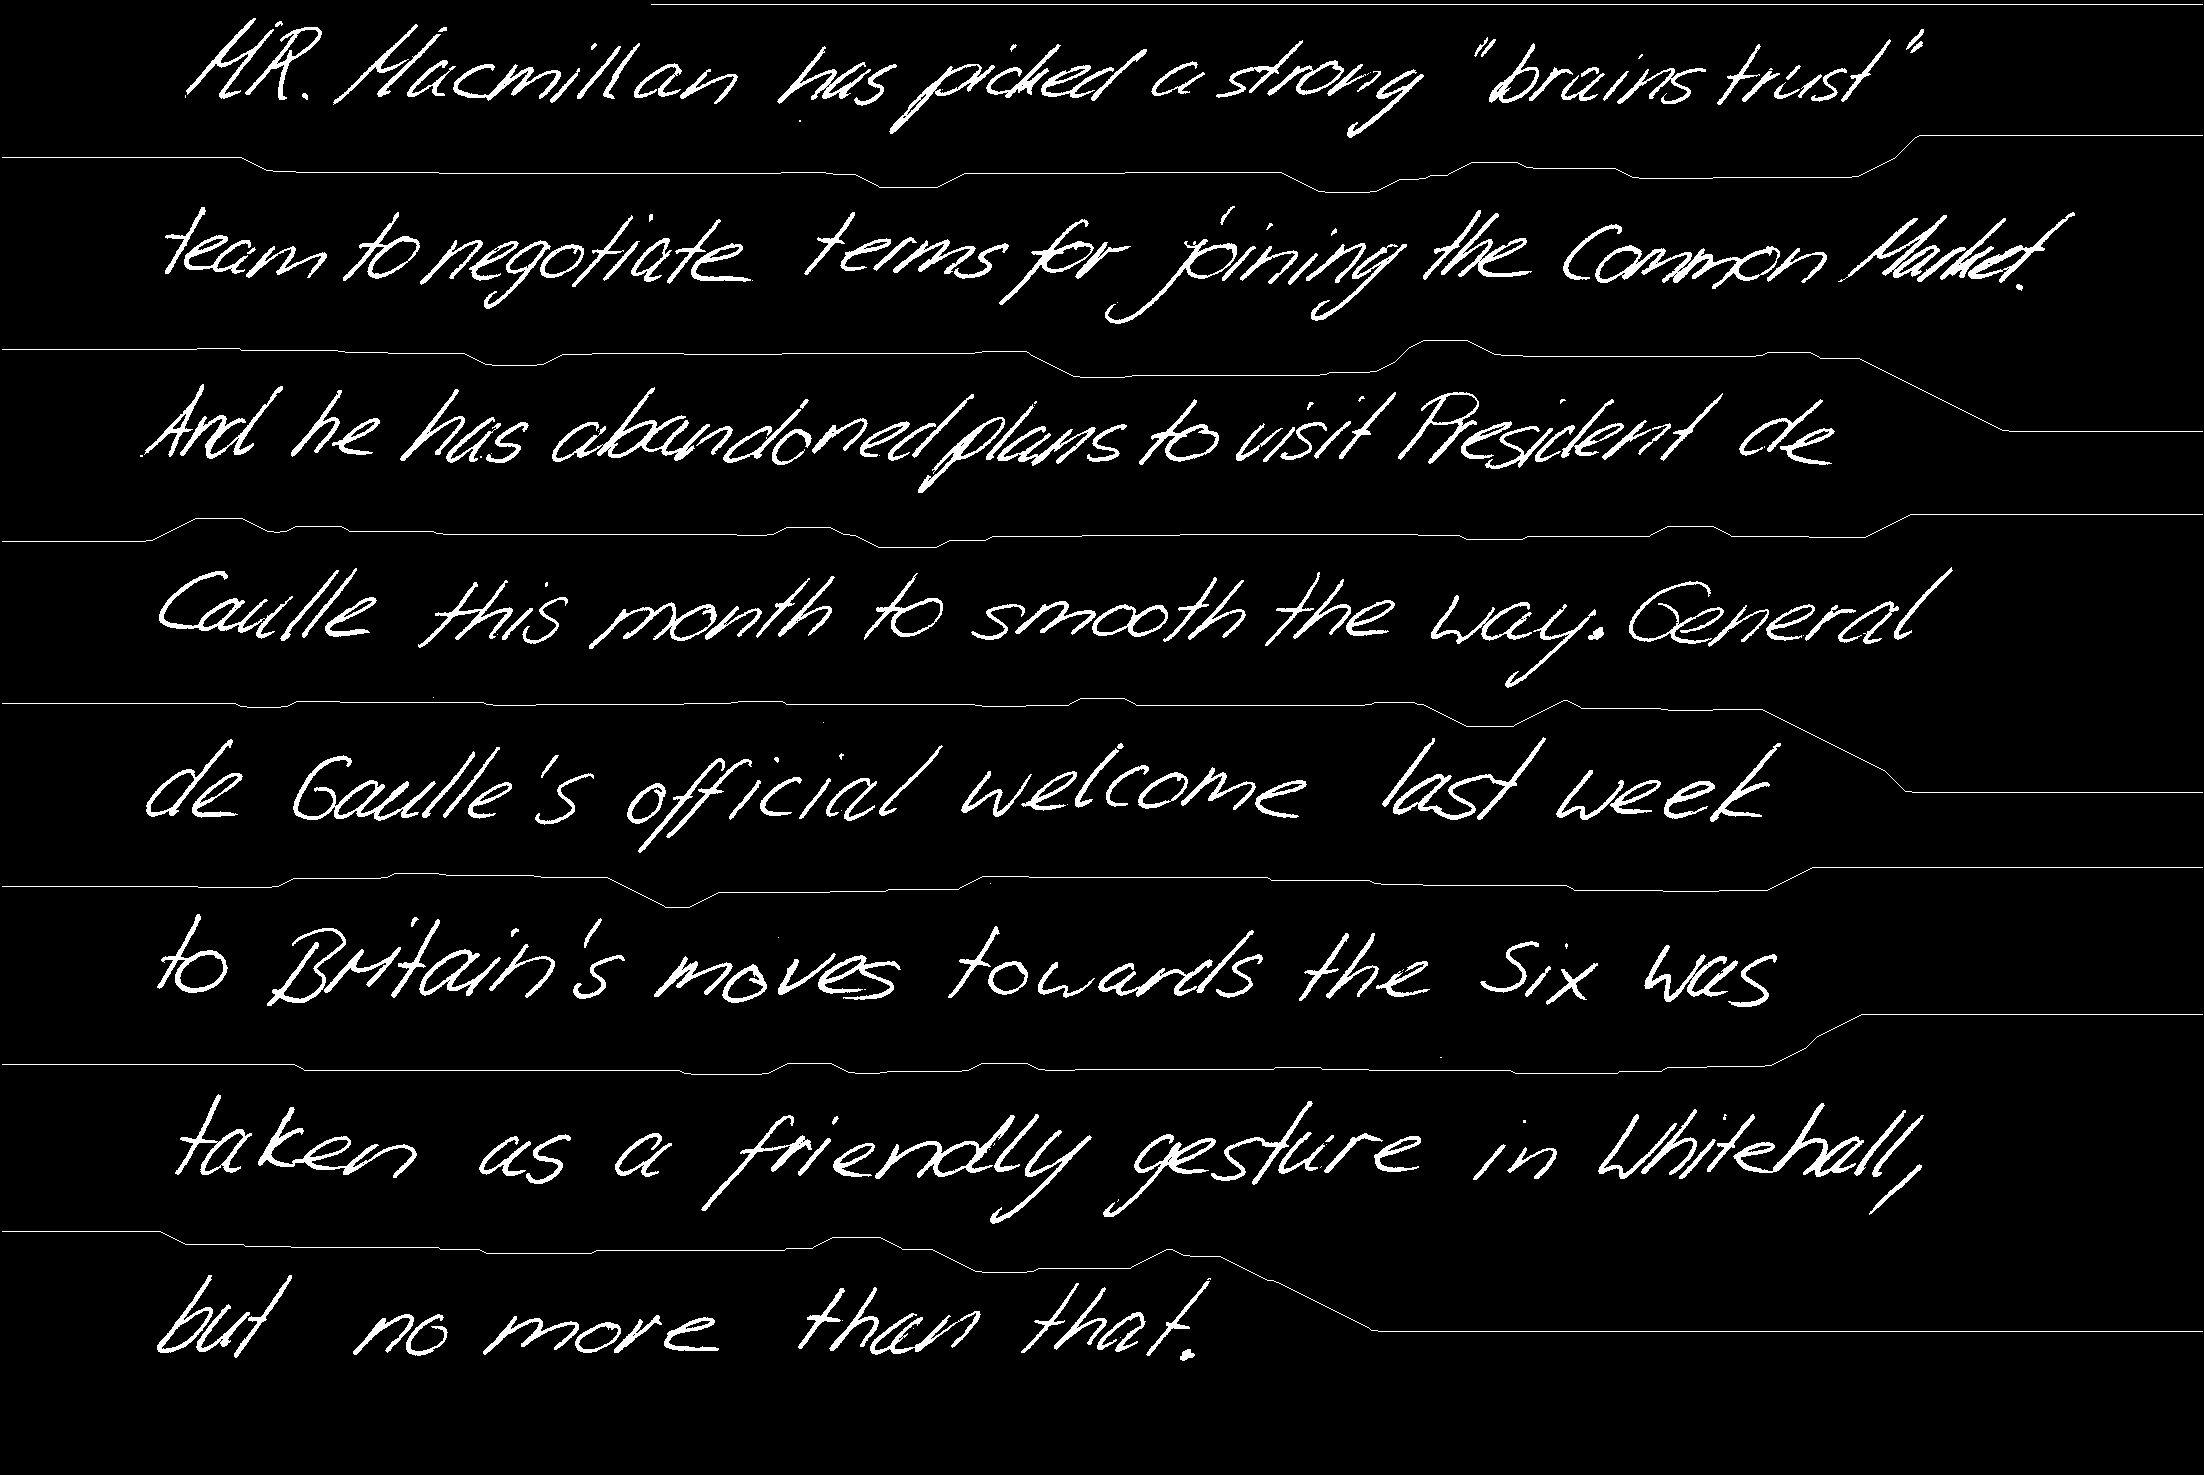 MR. Macmillan has picked a strong "brains trust"
team to negotiate terms for joining the Common Market.
And he has abandoned plans to visit President de
Caulle this month to smooth the way. General
de Gaulle's official welcome last week
to Britain's moves towards the Six was
taken as a friendly gesture in Whitehall,
but no more than that.